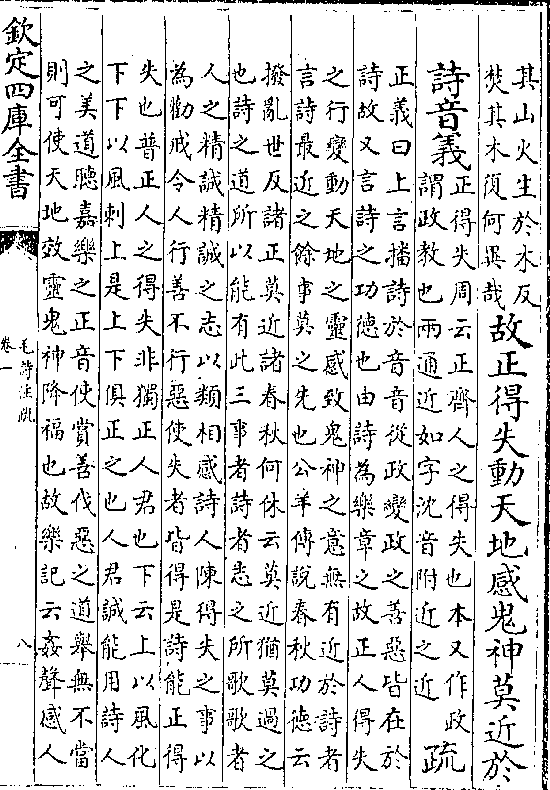 其山火生於木反
焚其木復何異哉
故正得失動天地感鬼神莫近於
詩音義
正得失周云正齊人之得失也本又作政
謂政教也兩通近如字沈音附近之近
疏
正義曰上言播詩於音音從政變政之善惡皆在於
詩故又言詩之功德也由詩為樂章之故正人得失
之行變動天地之靈感致鬼神之意無有近於詩者
言詩最近之餘事莫之先也公羊傳說春秋功德云
撥亂世反諸正莫近諸春秋何休云莫近猶莫過之
也詩之道所以能有此三事者詩者志之所歌歌者
人之精誠精誠之志以類相感詩人陳得失之事以
為勸戒令人行善不行惡使失者皆得是詩能正得
失也普正人之得失非獨正人君也下云上以風化
下下以風刺上是上下俱正之也人君誠能用詩人
之美道聽嘉樂之正音使賞善伐惡之道舉無不當
則可使天地效靈鬼神降福也故樂記云姦聲感人
欽定四庫全書
毛詩注疏
卷一
八